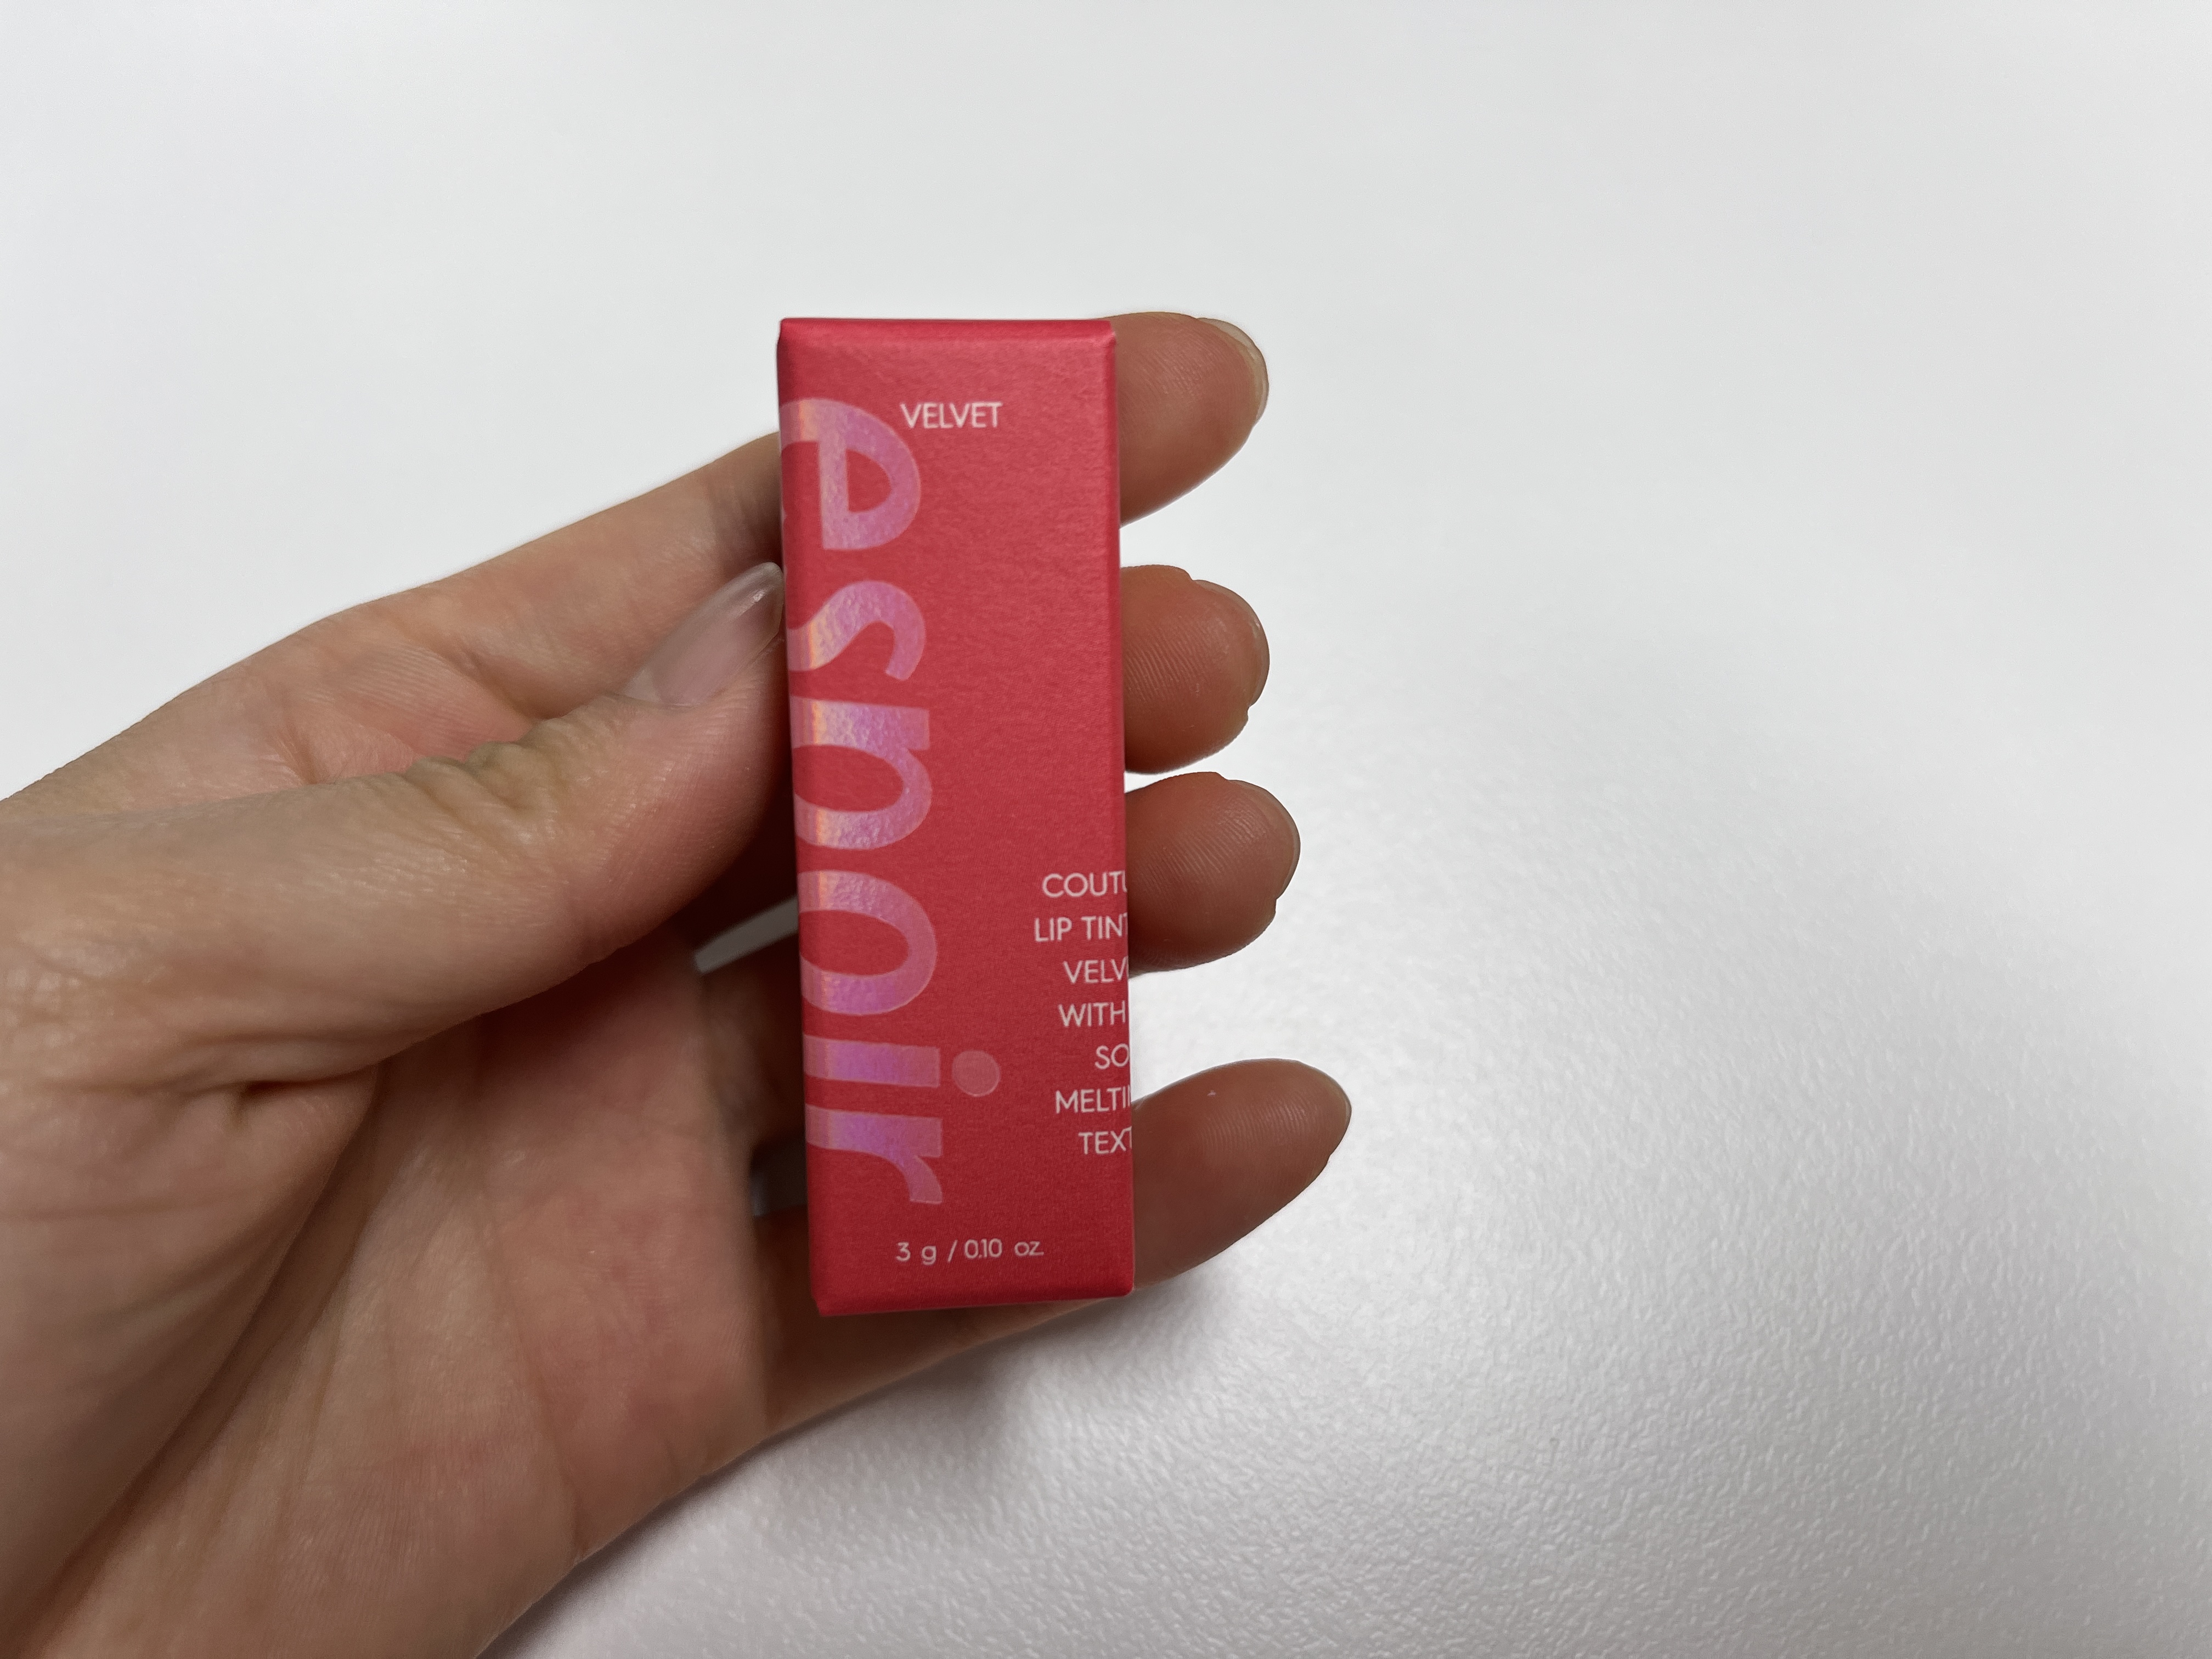 VELVET
espoir
COUTU
LIP TINT
VELV
WITH
SO
MELTI
TEXT
3 g / 0.10 oz.